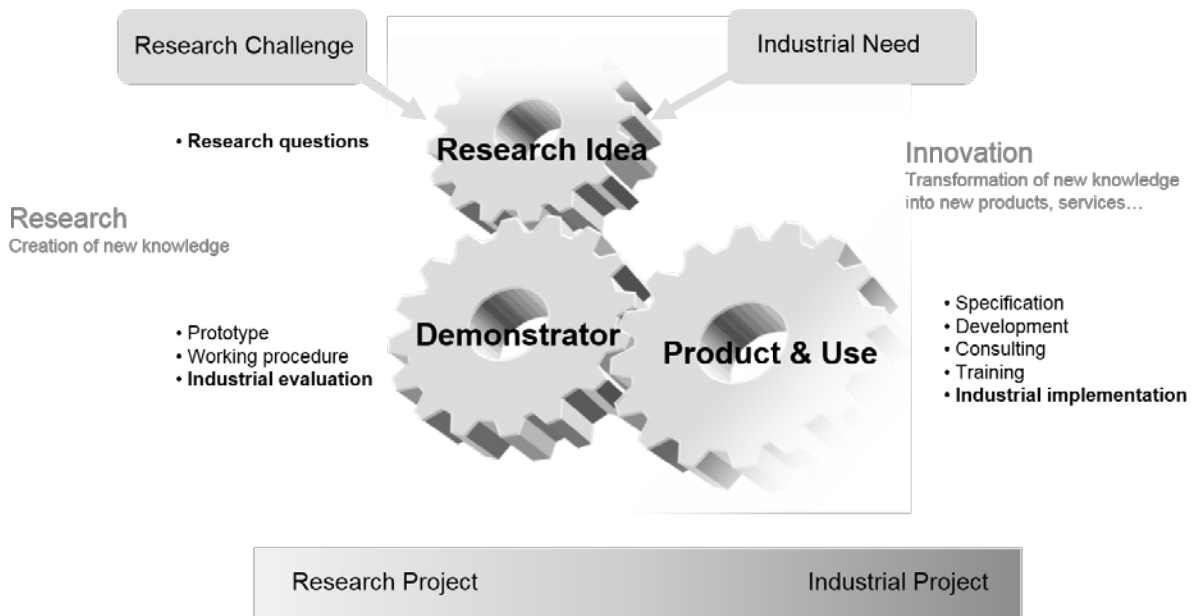 Research Challenge
Industrial Need
• Research questions
Research Idea
Innovation
Transformation of new knowledge
into new products, services...
Research
Creation of new knowledge
• Prototype
• Working procedure
• Industrial evaluation
Demonstrator
Product & Use
• Specification
• Development
• Consulting
• Training
• Industrial implementation
Research Project
Industrial Project